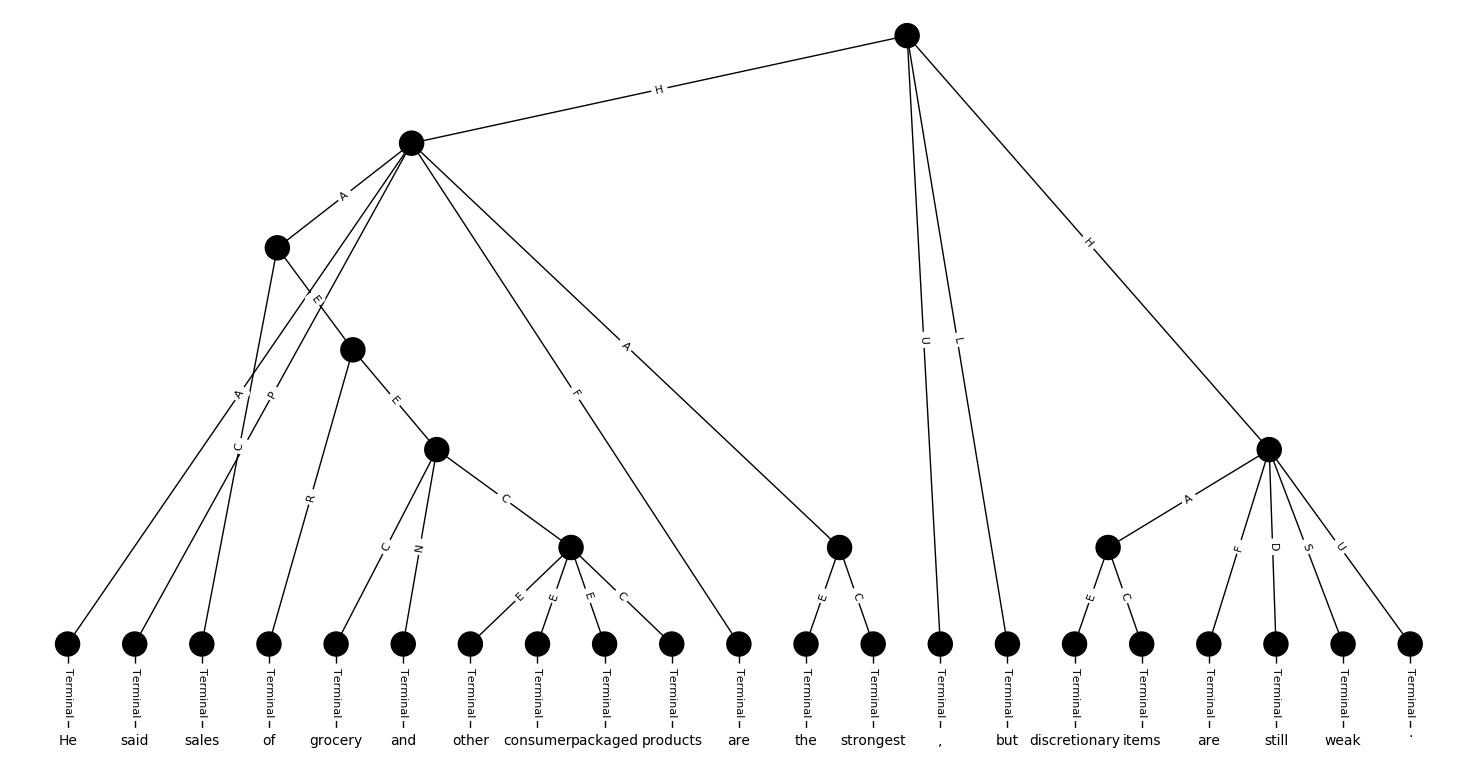 H
A
E
A
P
C
E
F
A
U
L
H
R
C
N
C
E
E
E
C
E
C
A
F
D
S
U
E
C
Terminal Terminal Terminal Terminal Terminal Terminal Terminal Terminal Terminal Terminal Terminal Terminal Terminal Terminal Terminal Terminal Terminal Terminal Terminal Terminal Terminal
He said sales of grocery and other consumer packaged products are the strongest , but discretionary items are still weak .